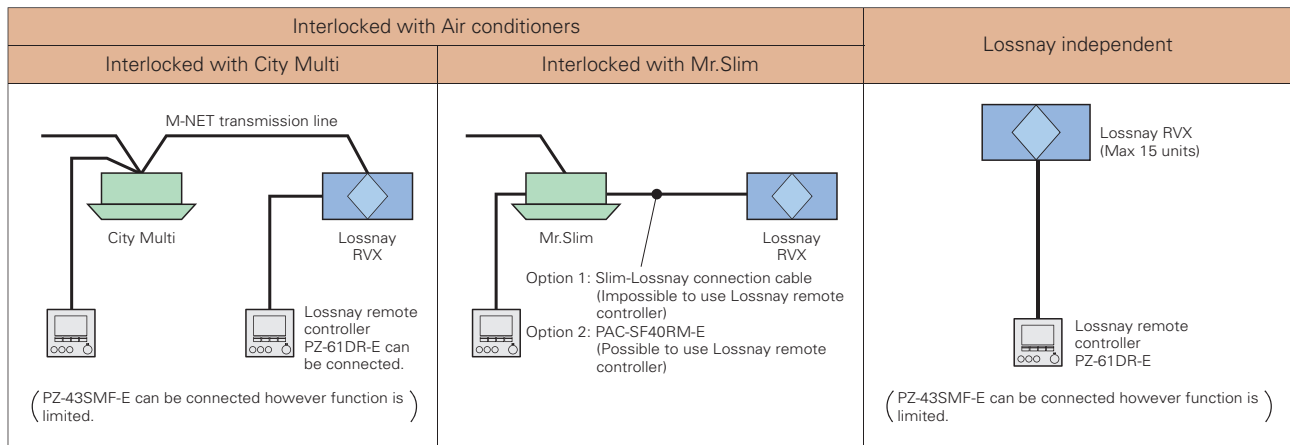 Interlocked with Air conditioners
Lossnay independent
Interlocked with City Multi
Interlocked with Mr.Slim
M-NET transmission line
City Multi
Lossnay
RVX
Lossnay remote
controller
PZ-61DR-E can
be connected.
(PZ-43SMF-E can be connected however function is
limited.)
Mr.Slim
Lossnay
RVX
Option 1: Slim-Lossnay connection cable
(Impossible to use Lossnay remote
controller)
Option 2: PAC-SF40RM-E
(Possible to use Lossnay remote
controller)
Lossnay RVX
(Max 15 units)
Lossnay remote
controller
PZ-61DR-E
(PZ-43SMF-E can be connected however function is
limited.)